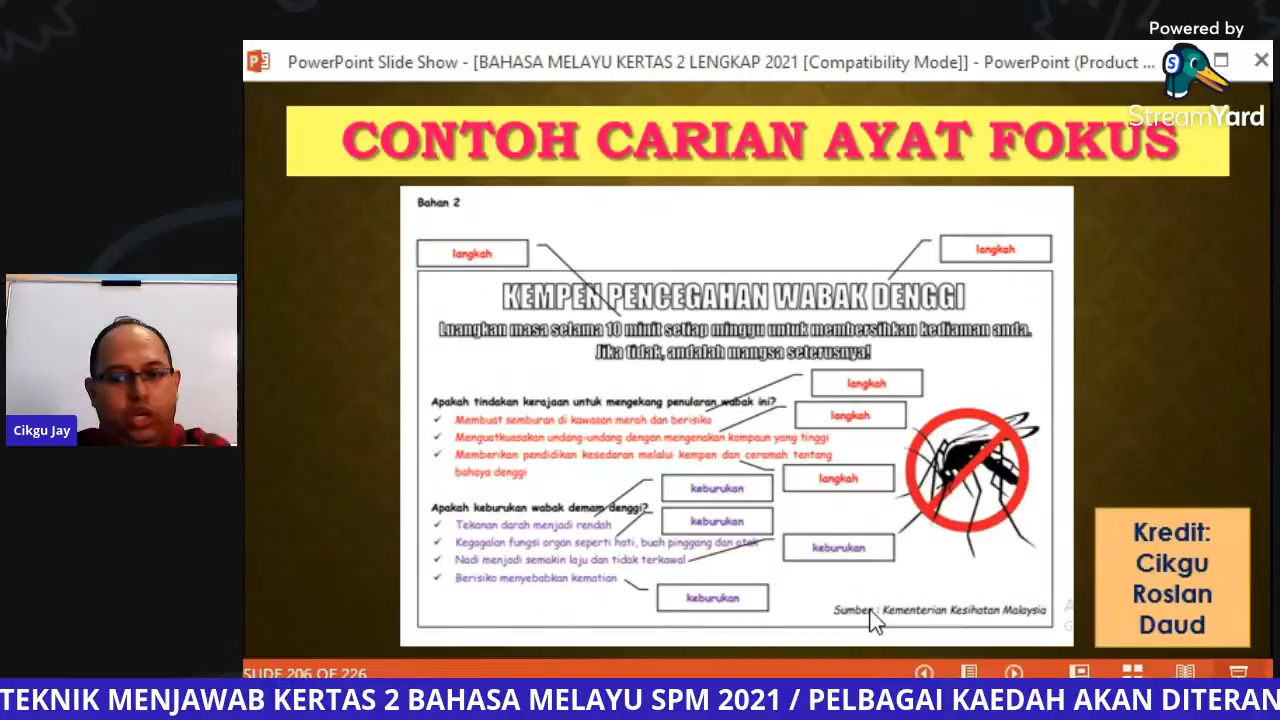 Powered by
StreamYard
PowerPoint Slide Show - [BAHASA MELAYU KERTAS 2 LENGKAP 2021 [Compatibility Mode]] - PowerPoint (Product ...
CONTOH CARIAN AYAT FOKUS
Bahan 2
langkah
langkah
KEMPEN PENCEGAHAN WABAK DENGGI
Luangkan masa selama 10 minit setiap minggu untuk membersihkan kediaman anda.
Jika tidak, andalah mangsa seterusnya!
langkah
Apakah tindakan kerajaan untuk mengekang penularan wabak ini?
langkah
✓ Membuat semburan di kawasan merah dan berisiko
✓ Menguatkuasakan undang-undang dengan mengenakan kompaun yang tinggi
✓ Memberikan pendidikan kesedaran melalui kempen dan ceramah tentang
bahaya denggi
langkah
keburukan
Apakah keburukan wabak demam denggi?
keburukan
✓ Tekanan darah menjadi rendah
✓ Kegagalan fungsi organ seperti hati, buah pinggang dan otak
keburukan
✓ Nadi menjadi semakin laju dan tidak terkawal
✓ Berisiko menyebabkan kematian
keburukan
Sumber : Kementerian Kesihatan Malaysia
Kredit:
Cikgu
Roslan
Daud
Cikgu Jay
SLIDE 206 OF 226
TEKNIK MENJAWAB KERTAS 2 BAHASA MELAYU SPM 2021 / PELBAGAI KAEDAH AKAN DITERAN